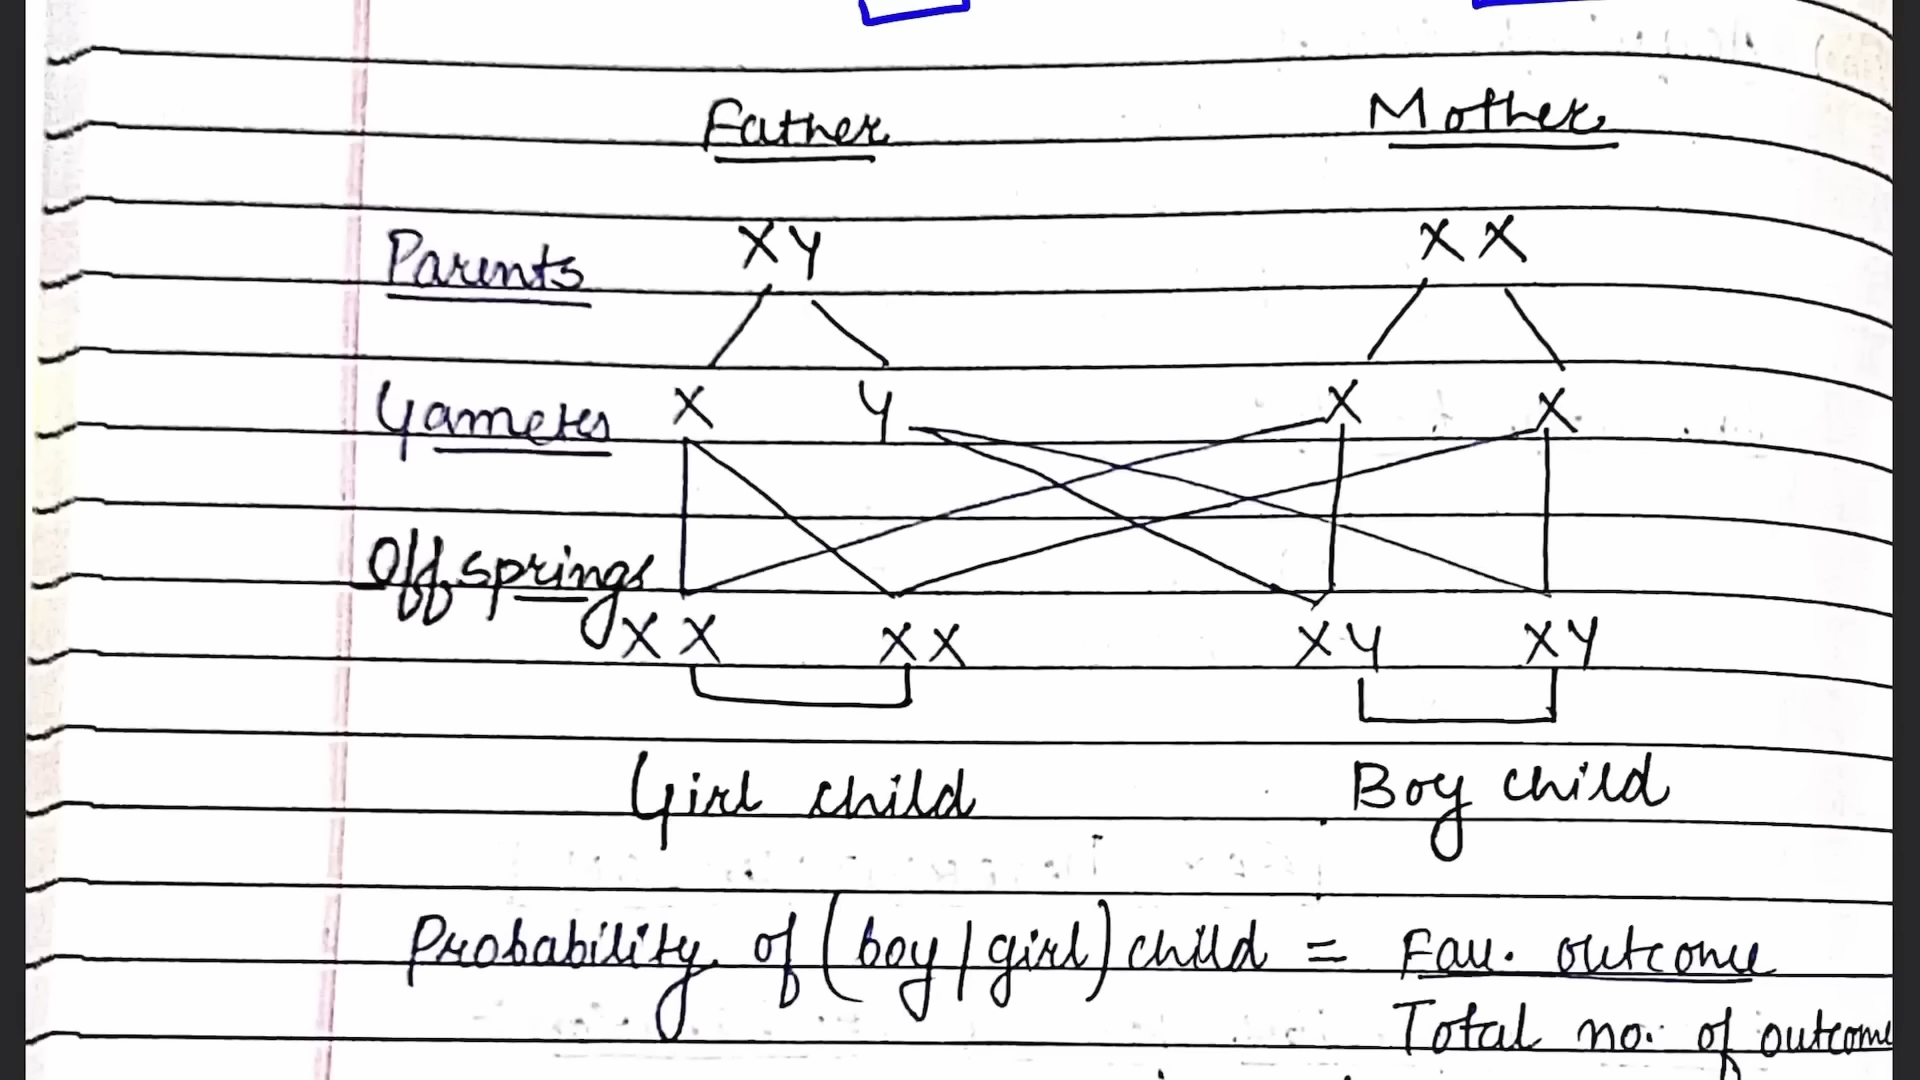 Father Mother
Parents XY XX
Gametes X Y X X
Offsprings
XX XX XY XY
Girl child Boy child
Probability of (boy/girl) child = Fav. outcome
Total no. of outcome